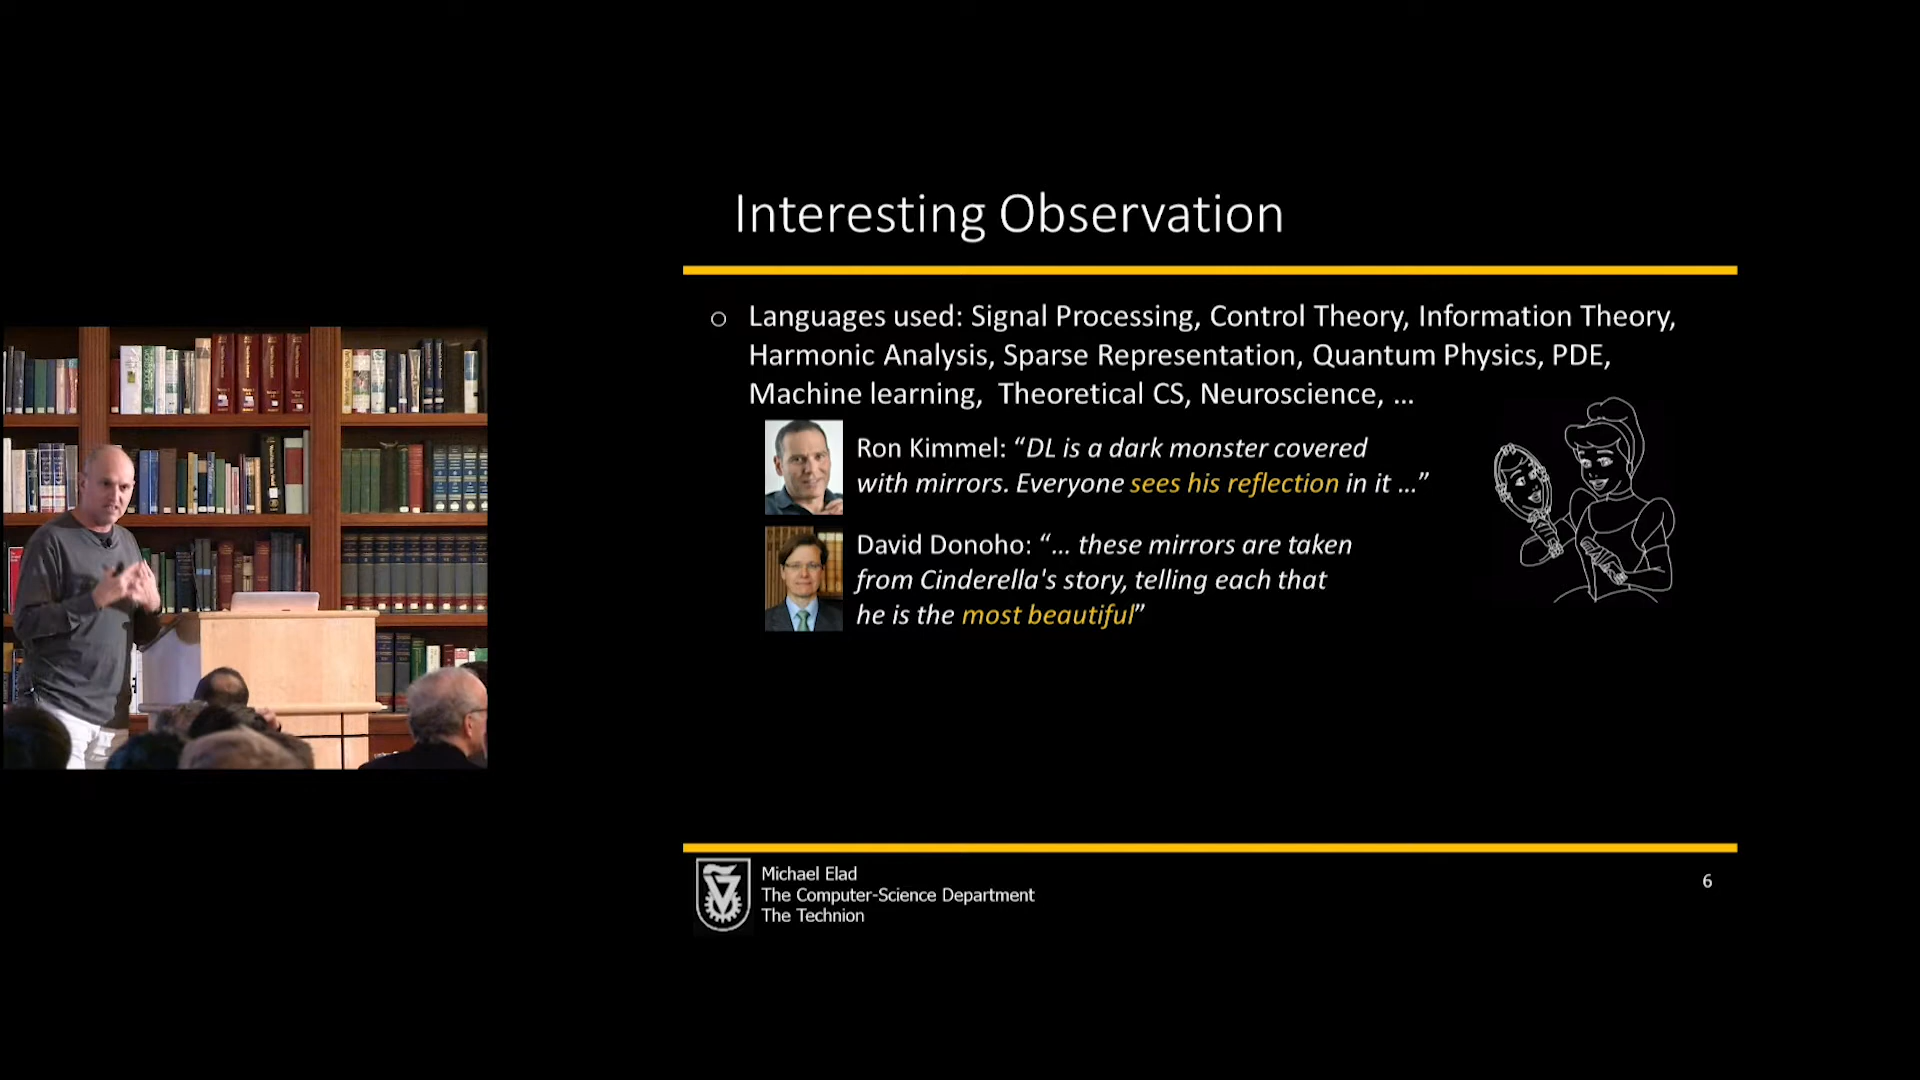 Interesting Observation
o Languages used: Signal Processing, Control Theory, Information Theory,
Harmonic Analysis, Sparse Representation, Quantum Physics, PDE,
Machine learning, Theoretical CS, Neuroscience, ...
Ron Kimmel: “DL is a dark monster covered
with mirrors. Everyone sees his reflection in it ...”
David Donoho: “... these mirrors are taken
from Cinderella's story, telling each that
he is the most beautiful”
Michael Elad
The Computer-Science Department
The Technion
6